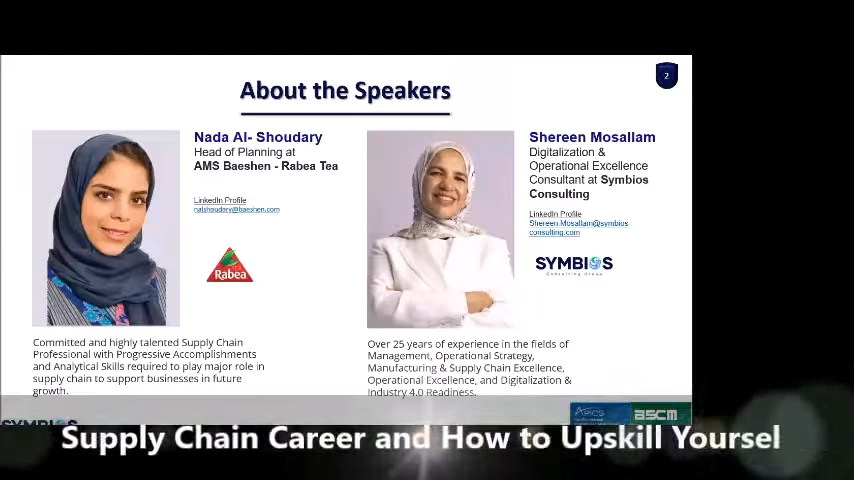 About the Speakers
2
Nada Al- Shoudary
Head of Planning at
AMS Baeshen - Rabea Tea
LinkedIn Profile
nalshoudary@baeshen.com
Rabea
Committed and highly talented Supply Chain
Professional with Progressive Accomplishments
and Analytical Skills required to play major role in
supply chain to support businesses in future
growth.
Shereen Mosallam
Digitalization &
Operational Excellence
Consultant at Symbios
Consulting
LinkedIn Profile
Shereen.Mosallam@symbios
consulting.com
SYMBIOS
Consulting Group
Over 25 years of experience in the fields of
Management, Operational Strategy,
Manufacturing & Supply Chain Excellence,
Operational Excellence, and Digitalization &
Industry 4.0 Readiness.
SYMBIOS
APICS
ASCM
Supply Chain Career and How to Upskill Yoursel